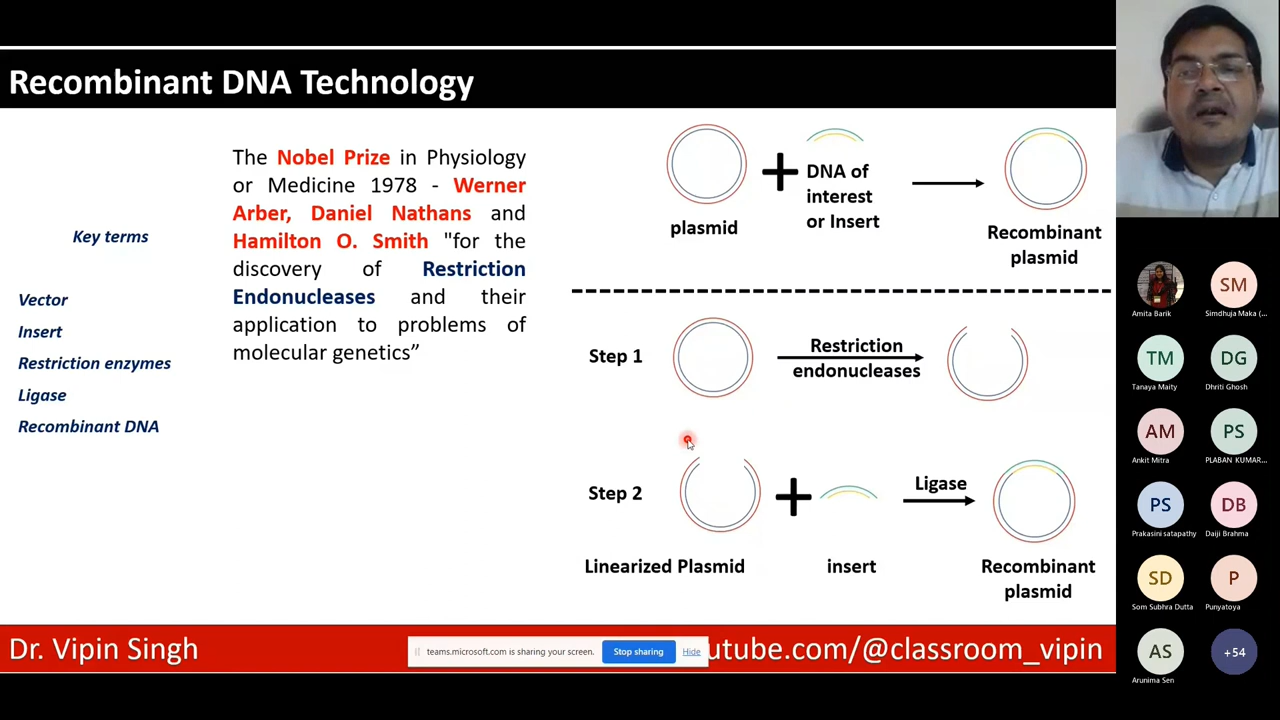 Recombinant DNA Technology
Key terms
Vector
Insert
Restriction enzymes
Ligase
Recombinant DNA
The Nobel Prize in Physiology
or Medicine 1978 - Werner
Arber, Daniel Nathans and
Hamilton O. Smith "for the
discovery of Restriction
Endonucleases and their
application to problems of
molecular genetics”
plasmid
+
DNA of
interest
or Insert
Recombinant
plasmid
Step 1
Restriction
endonucleases
Step 2
+
Ligase
Linearized Plasmid
insert
Recombinant
plasmid
Dr. Vipin Singh
teams.microsoft.com is sharing your screen.
Stop sharing
Hide
utube.com/@classroom_vipin
Amita Barik
SM
Simdhuja Maka (...
TM
Tanaya Maity
DG
Dhriti Ghosh
AM
Ankit Mitra
PS
PLABAN KUMAR...
PS
Prakasini satapathy
DB
Daiji Brahma
SD
Som Subhra Dutta
P
Punyatoya
AS
Arunima Sen
+54